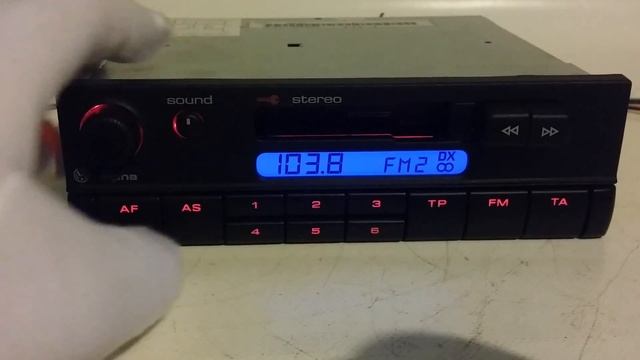 sound
stereo
103.8 FM2 DX
AF AS 1 2 3 TP FM TA
4 5 6